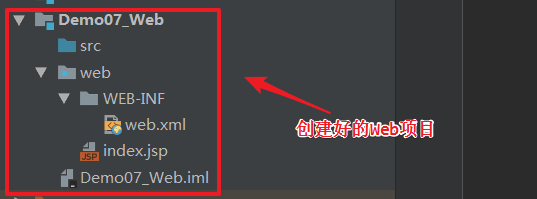 Demo07_Web
src
web
WEB-INF
web.xml
创建好的Web项目
JSP index.jsp
Demo07_Web.iml